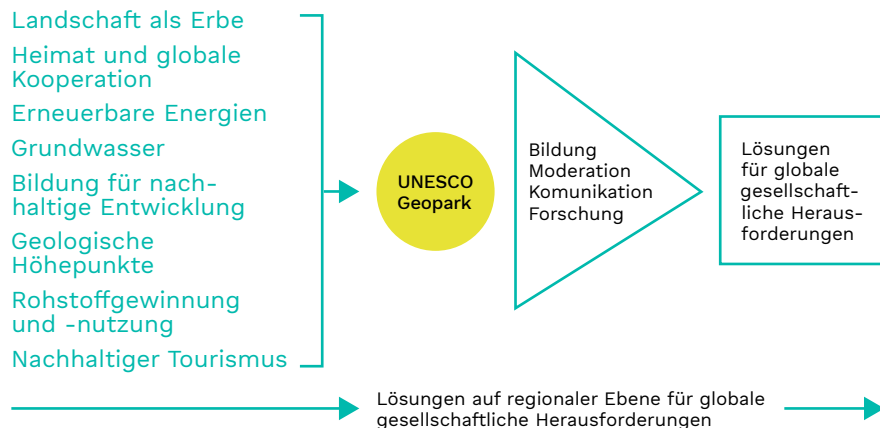 Landschaft als Erbe
Heimat und globale
Kooperation
Erneuerbare Energien
Grundwasser
Bildung für nach-
haltige Entwicklung
Geologische
Höhepunkte
Rohstoffgewinnung
und -nutzung
Nachhaltiger Tourismus
UNESCO
Geopark
Bildung
Moderation
Komunikation
Forschung
Lösungen
für globale
gesellschaft-
liche Heraus-
forderungen
Lösungen auf regionaler Ebene für globale
gesellschaftliche Herausforderungen